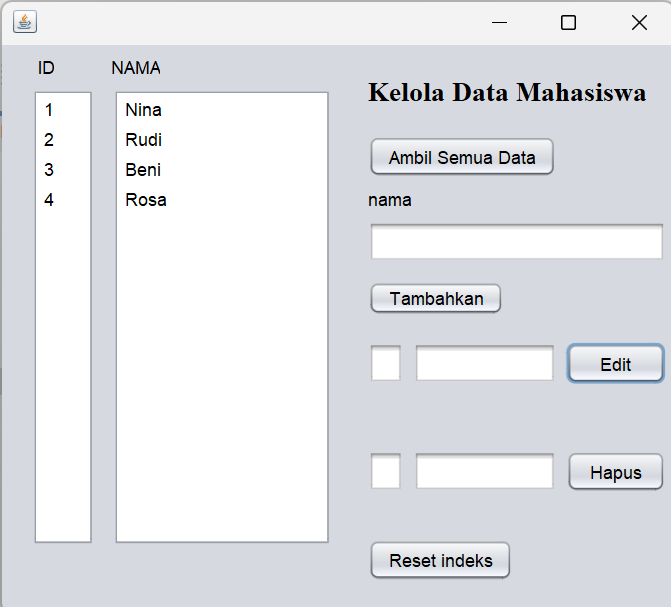 ID NAMA
1 Nina
2 Rudi
3 Beni
4 Rosa
Kelola Data Mahasiswa
Ambil Semua Data
nama
Tambahkan
Edit
Hapus
Reset indeks